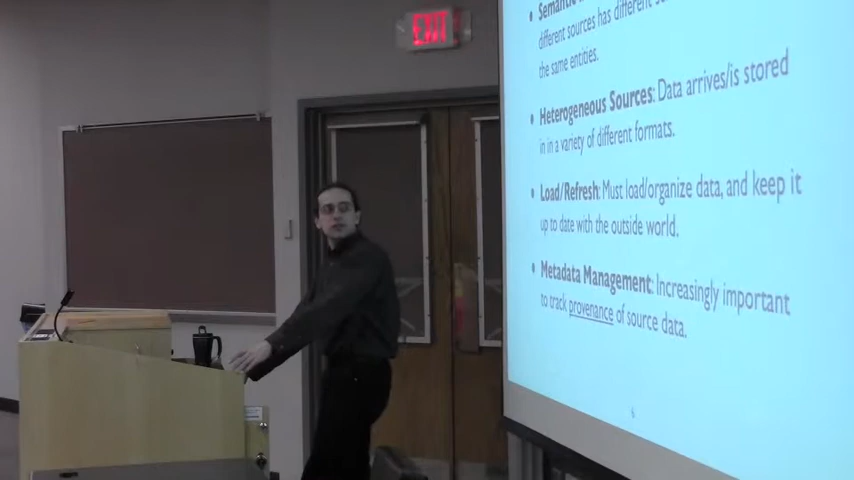 EXIT
• Semantic
different sources has different
the same entities.
• Heterogeneous Sources: Data arrives/is stored
in in a variety of different formats.
• Load/Refresh: Must load/organize data, and keep it
up to date with the outside world.
• Metadata Management: Increasingly important
to track provenance of source data.
6